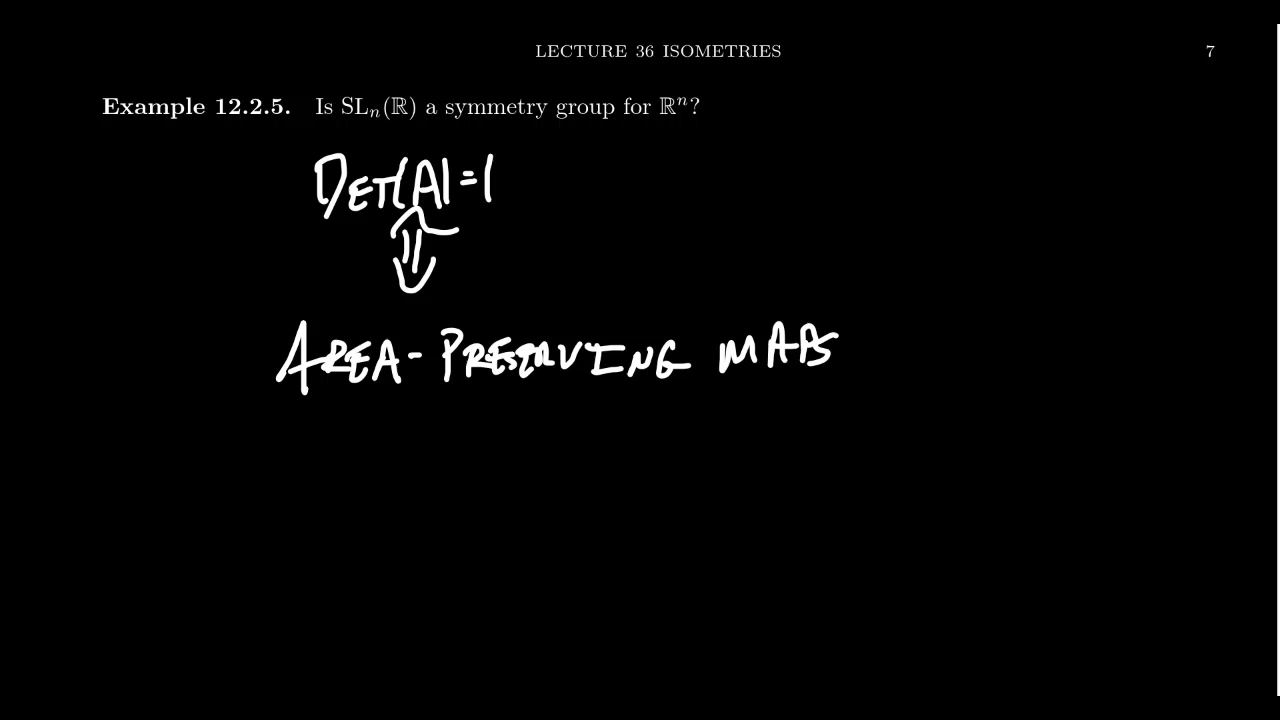 LECTURE 36 ISOMETRIES 7
Example 12.2.5. Is SLₙ(ℝ) a symmetry group for ℝⁿ?
DET(A)=1
⇕
AREA-PRESERVING MAPS